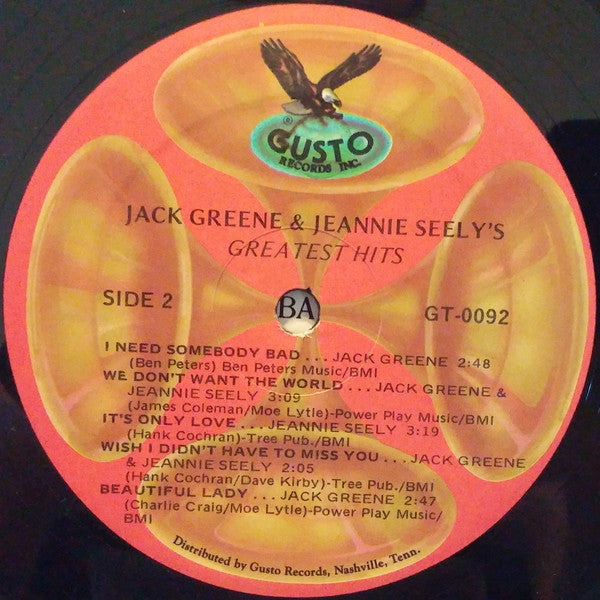 ®
GUSTO
RECORDS INC.
JACK GREENE & JEANNIE SEELY'S
GREATEST HITS
SIDE 2
BA
GT-0092
I NEED SOMEBODY BAD . . . JACK GREENE 2:48
(Ben Peters) Ben Peters Music/BMI
WE DON'T WANT THE WORLD . . . JACK GREENE &
JEANNIE SEELY 3:09
(James Coleman/Moe Lytle)-Power Play Music/BMI
IT'S ONLY LOVE . . . JEANNIE SEELY 3:19
(Hank Cochran)-Tree Pub./BMI
WISH I DIDN'T HAVE TO MISS YOU . . . JACK GREENE
& JEANNIE SEELY 2:05
(Hank Cochran/Dave Kirby)-Tree Pub./BMI
BEAUTIFUL LADY . . . JACK GREENE 2:47
(Charlie Craig/Moe Lytle)-Power Play Music/
BMI
Distributed by Gusto Records, Nashville, Tenn.